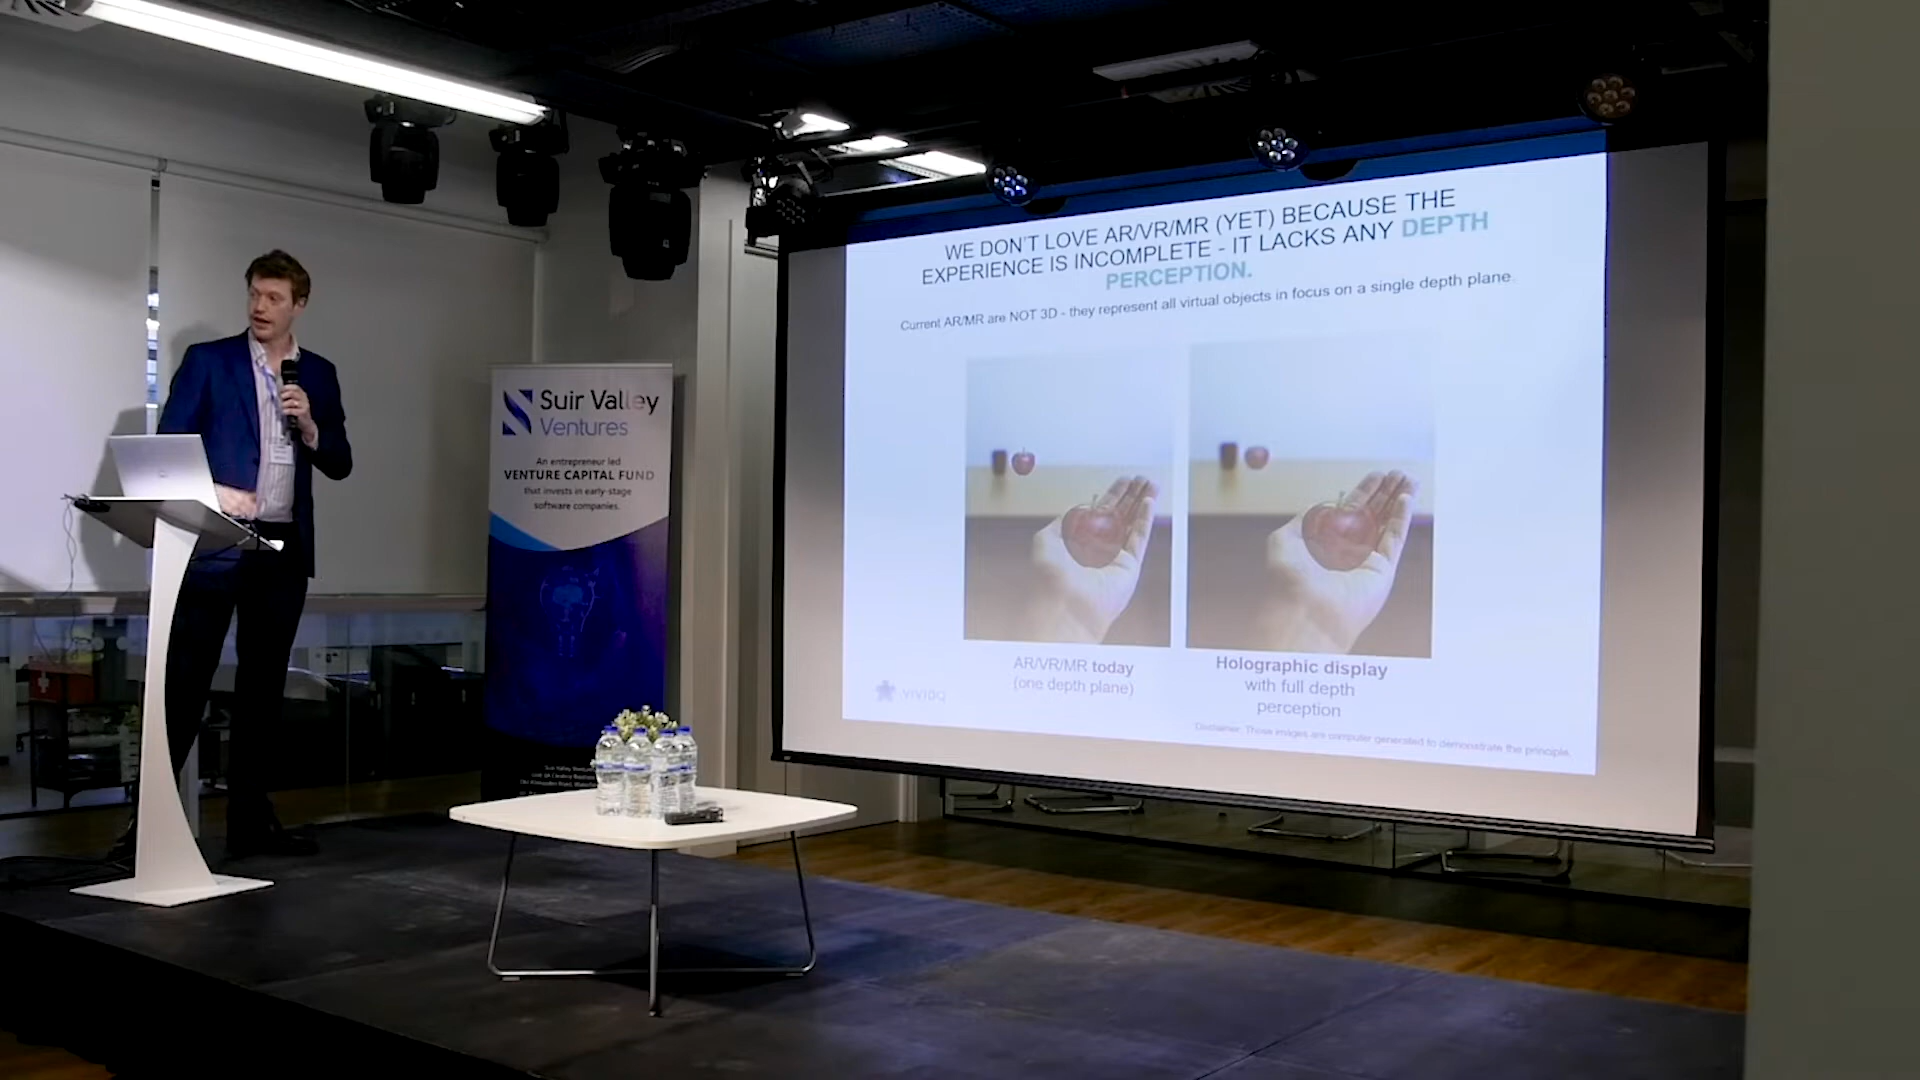 Suir Valley
Ventures
An entrepreneur led
VENTURE CAPITAL FUND
that invests in early-stage
software companies.
WE DON'T LOVE AR/VR/MR (YET) BECAUSE THE
EXPERIENCE IS INCOMPLETE - IT LACKS ANY DEPTH
PERCEPTION.
Current AR/MR are NOT 3D - they represent all virtual objects in focus on a single depth plane.
AR/VR/MR today
(one depth plane)
Holographic display
with full depth
perception
VIVIDQ
Disclaimer: These images are computer generated to demonstrate the principle.